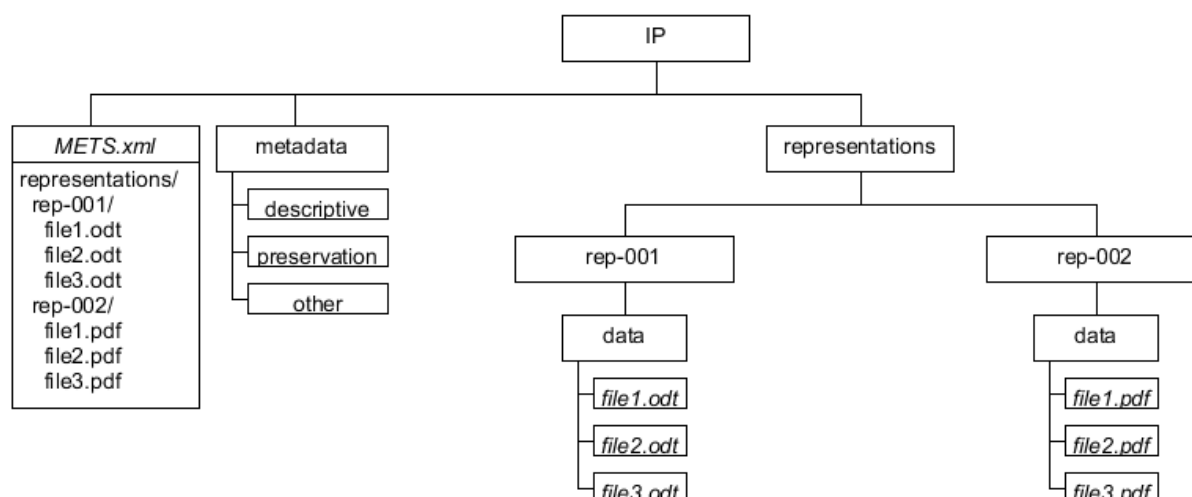 IP
METS.xml
representations/
rep-001/
file1.odt
file2.odt
file3.odt
rep-002/
file1.pdf
file2.pdf
file3.pdf
metadata
descriptive
preservation
other
representations
rep-001
data
file1.odt
file2.odt
file3.odt
rep-002
data
file1.pdf
file2.pdf
file3.pdf